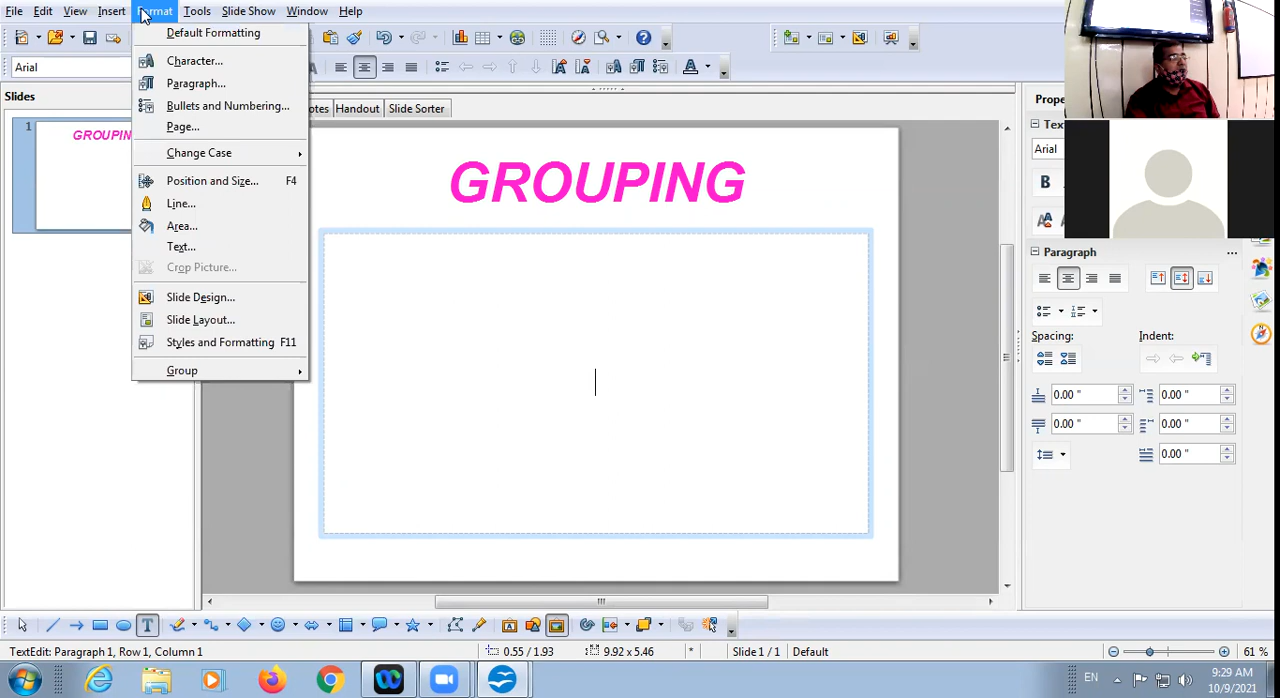 File Edit View Insert Format Tools Slide Show Window Help
Default Formatting
Character...
Paragraph...
Bullets and Numbering...
Page...
Change Case
Position and Size... F4
Line...
Area...
Text...
Crop Picture...
Slide Design...
Slide Layout...
Styles and Formatting F11
Group
Arial
Slides
1
Handout Slide Sorter
GROUPING
Arial
B
Paragraph
Spacing: Indent:
0.00 " 0.00 "
0.00 " 0.00 "
0.00 "
TextEdit: Paragraph 1, Row 1, Column 1 0.55 / 1.93 9.92 x 5.46 * Slide 1 / 1 Default 61 %
EN 9:29 AM
10/9/2021